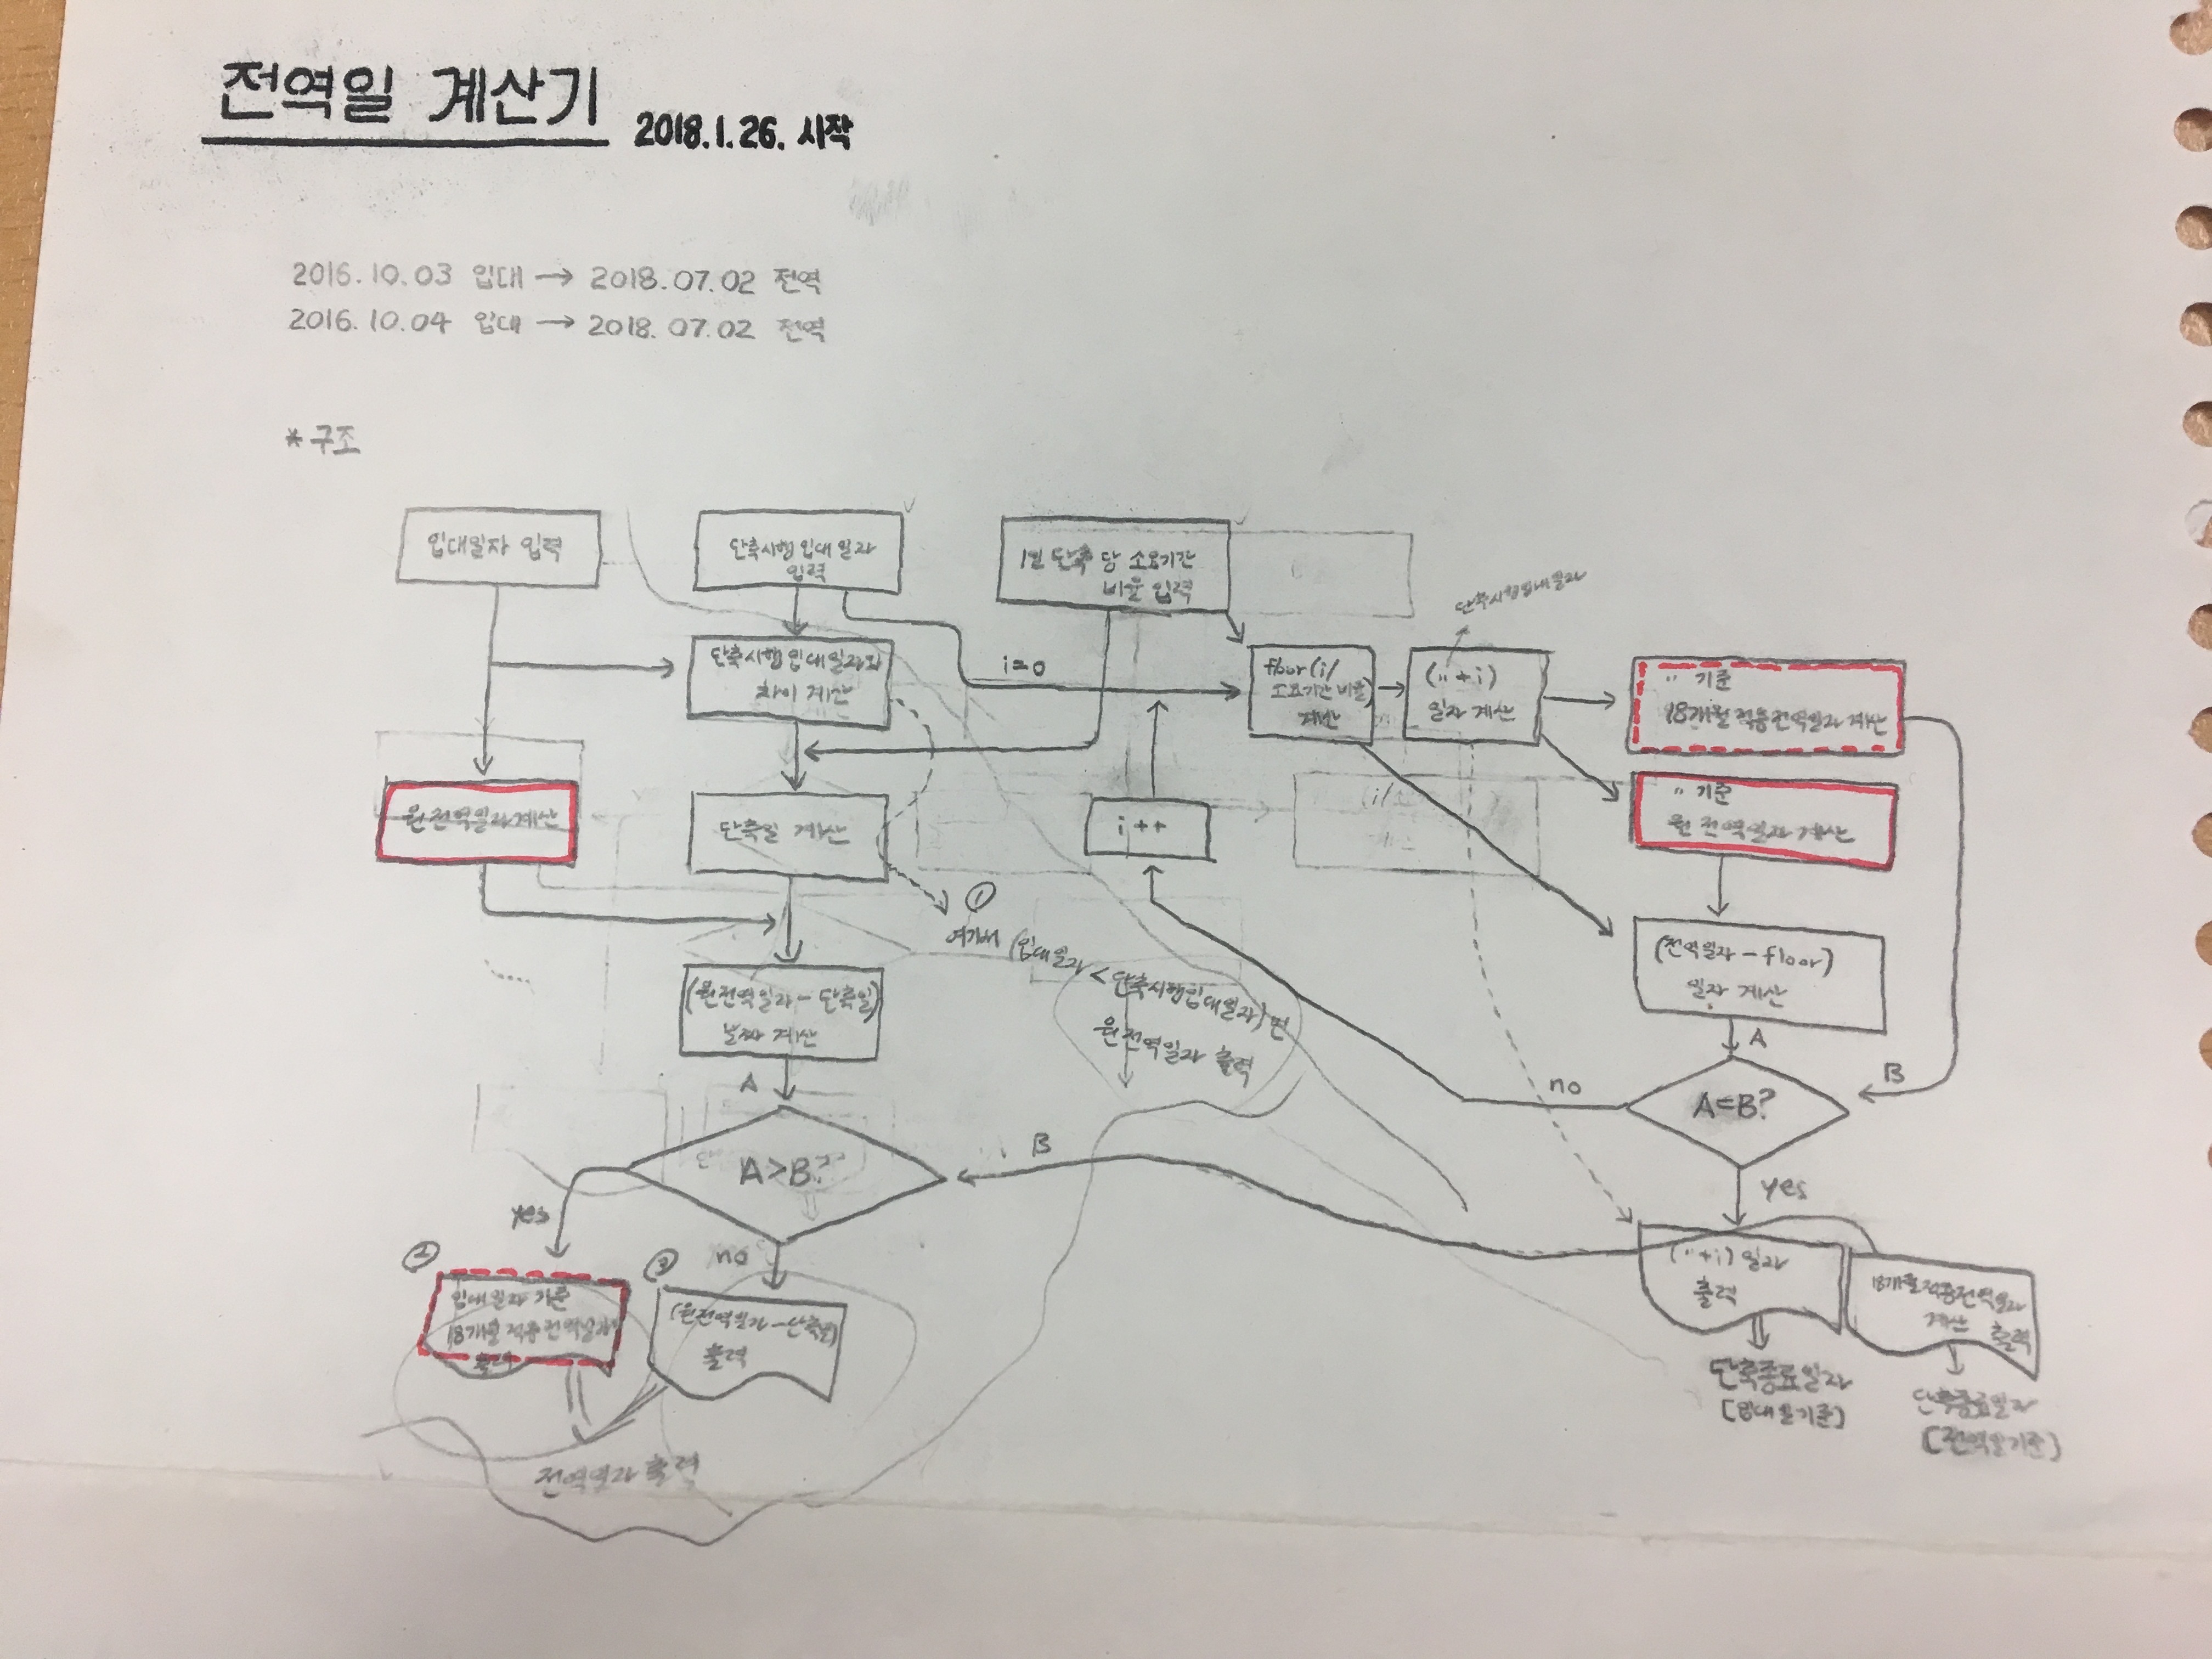 전역일 계산기
2018.1.26. 시작
2016.10.03 입대 → 2018.07.02 전역
2016.10.04 입대 → 2018.07.02 전역
* 구조
입대일자 입력
단축시행 입대 일자
입력
1일 단축 당 소요기간
비율 입력
단축시행입대일자
단축시행입대일자와
차이 계산
i=0
floor(i/
소요기간 비율)
계산
(〃+i)
일자 계산
〃 기준
18개월 적용 전역일자 계산
원 전역일자 계산
단축일 계산
i++
(i/
〃 기준
원 전역일자 계산
①
여기서 (입대일자 < 단축시행입대일자)면
원전역일자 출력
(전역일자 - floor)
일자 계산
(원전역일자 - 단축일)
날짜 계산
A
A
B
no
A=B?
B
A>B?
yes
yes
no
②
③
입대일자 기준
18개월 적용 전역일자
출력
(원전역일자 - 단축일)
출력
(〃+i) 일자
출력
18개월 적용전역일자
계산 출력
단축종료일자
[입대일기준]
단축종료일자
[전역일기준]
전역일자 출력